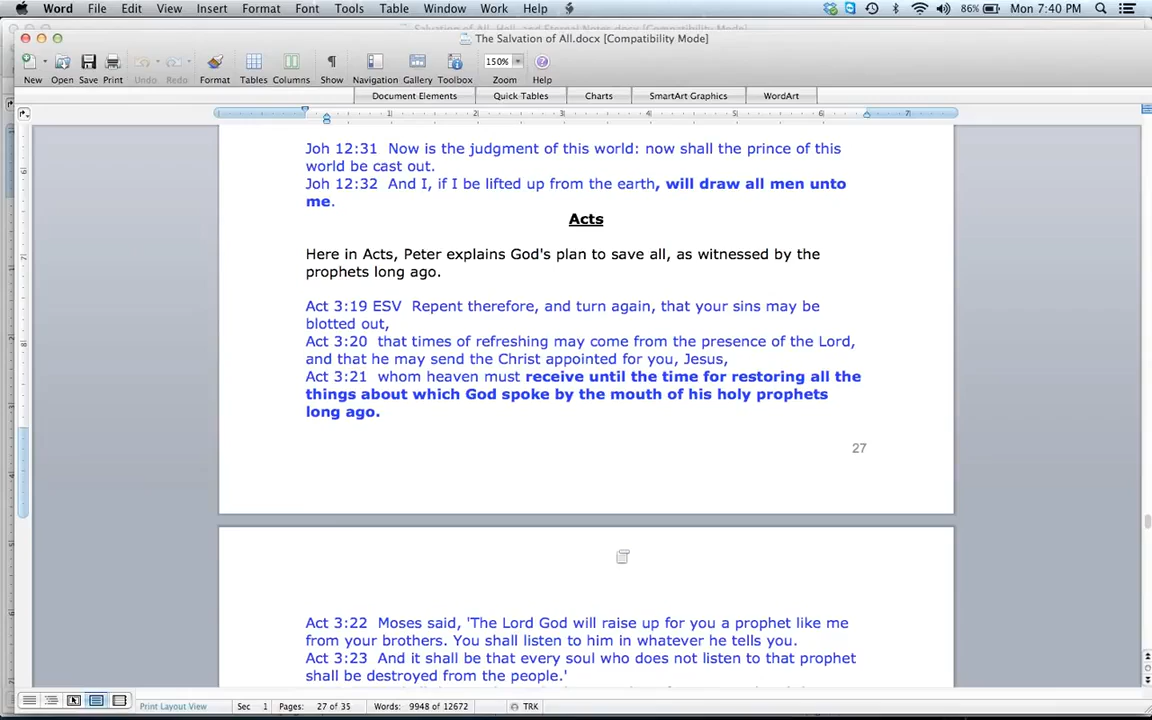 Word File Edit View Insert Format Font Tools Table Window Work Help 86% Mon 7:40 PM
The Salvation of All.docx [Compatibility Mode]
150%
New Open Save Print Undo Redo Format Tables Columns Show Navigation Gallery Toolbox Zoom Help
Document Elements Quick Tables Charts SmartArt Graphics WordArt
Joh 12:31 Now is the judgment of this world: now shall the prince of this
world be cast out.
Joh 12:32 And I, if I be lifted up from the earth, will draw all men unto
me.
Acts
Here in Acts, Peter explains God's plan to save all, as witnessed by the
prophets long ago.
Act 3:19 ESV Repent therefore, and turn again, that your sins may be
blotted out,
Act 3:20 that times of refreshing may come from the presence of the Lord,
and that he may send the Christ appointed for you, Jesus,
Act 3:21 whom heaven must receive until the time for restoring all the
things about which God spoke by the mouth of his holy prophets
long ago.
27
Act 3:22 Moses said, 'The Lord God will raise up for you a prophet like me
from your brothers. You shall listen to him in whatever he tells you.
Act 3:23 And it shall be that every soul who does not listen to that prophet
shall be destroyed from the people.'
Print Layout View Sec 1 Pages: 27 of 35 Words: 9948 of 12672 TRK